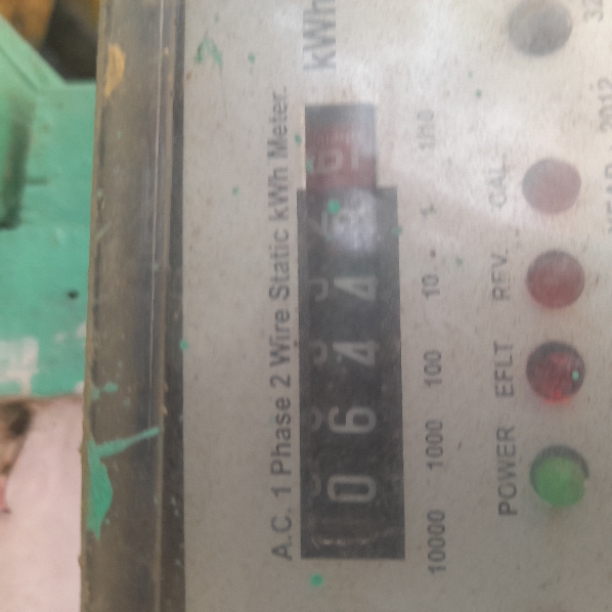 A.C. 1 Phase 2 Wire Static kWh Meter.
0 6 4 4 kWh
10000 1000 100 10 1 1/10
POWER EFLT REV. CAL.
2012